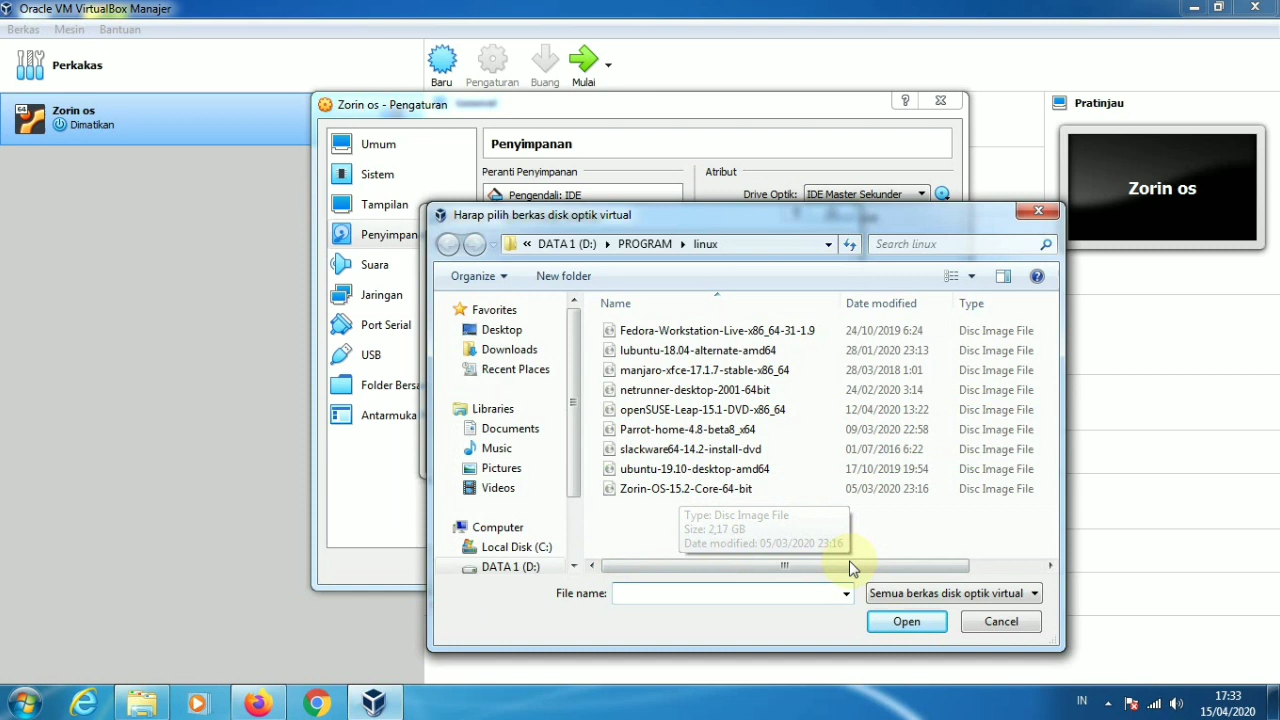 Oracle VM VirtualBox Manajer
Berkas Mesin Bantuan
Perkakas
Baru Pengaturan Buang Mulai
64
Zorin os
Dimatikan
Zorin os - Pengaturan
Pratinjau
Zorin os
Umum
Sistem
Tampilan
Penyimpan
Suara
Jaringan
Port Serial
USB
Folder Bersa
Antarmuka
Penyimpanan
Peranti Penyimpanan
Atribut
Pengendali: IDE
Drive Optik: IDE Master Sekunder
Harap pilih berkas disk optik virtual
« DATA1 (D:) PROGRAM linux
Search linux
Organize New folder
Favorites
Desktop
Downloads
Recent Places
Libraries
Documents
Music
Pictures
Videos
Computer
Local Disk (C:)
DATA1 (D:)
Name Date modified Type
Fedora-Workstation-Live-x86_64-31-1.9 24/10/2019 6:24 Disc Image File
lubuntu-18.04-alternate-amd64 28/01/2020 23:13 Disc Image File
manjaro-xfce-17.1.7-stable-x86_64 28/03/2018 1:01 Disc Image File
netrunner-desktop-2001-64bit 24/02/2020 3:14 Disc Image File
openSUSE-Leap-15.1-DVD-x86_64 12/04/2020 13:22 Disc Image File
Parrot-home-4.8-beta8_x64 09/03/2020 22:58 Disc Image File
slackware64-14.2-install-dvd 01/07/2016 6:22 Disc Image File
ubuntu-19.10-desktop-amd64 17/10/2019 19:54 Disc Image File
Zorin-OS-15.2-Core-64-bit 05/03/2020 23:16 Disc Image File
Type: Disc Image File
Size: 2,17 GB
Date modified: 05/03/2020 23:16
File name:
Semua berkas disk optik virtual
Open Cancel
IN
17:33
15/04/2020